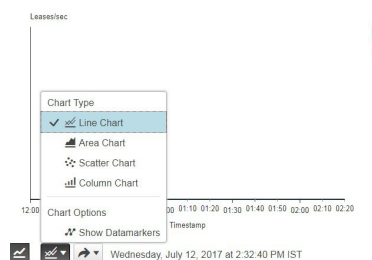 Leases/sec
Chart Type
Line Chart
Area Chart
Scatter Chart
Column Chart
12:00 00 01:10 01:20 01:30 01:40 01:50 02:00 02:10 02:20
Chart Options
Timestamp
Show Datamarkers
Wednesday, July 12, 2017 at 2:32:40 PM IST